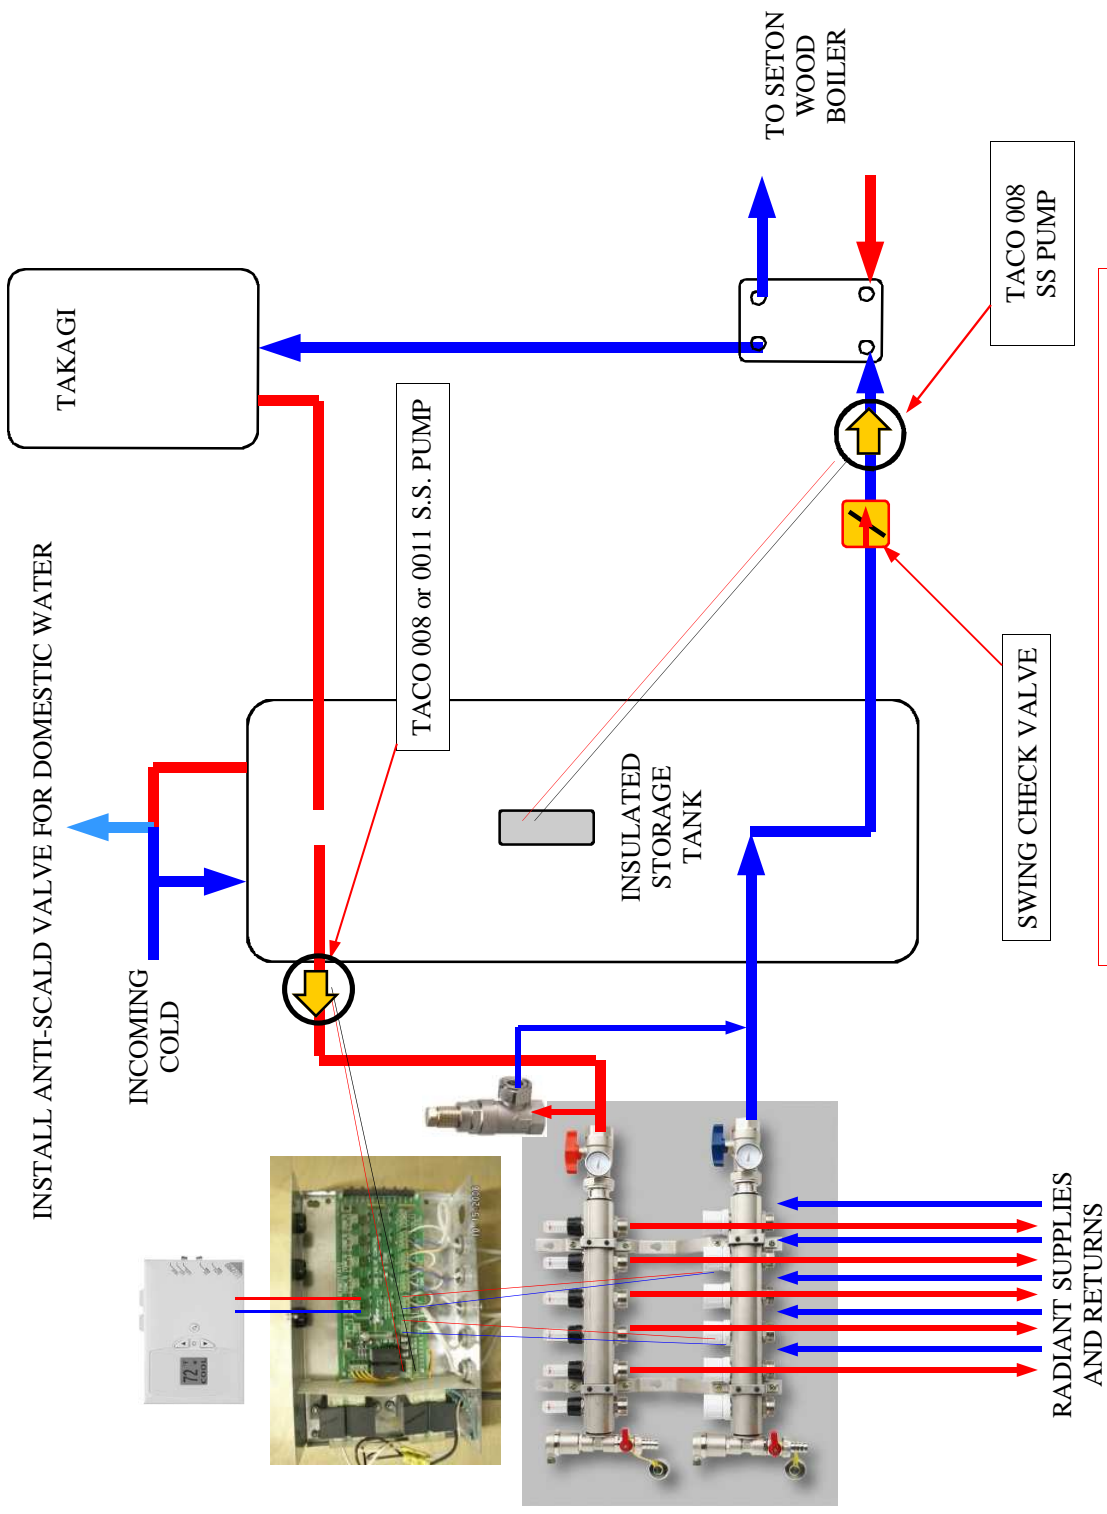 TAKAGI
TO SETON
WOOD
BOILER
TACO 008
SS PUMP
TACO 008 or 0011 S.S. PUMP
INSTALL ANTI-SCALD VALVE FOR DOMESTIC WATER
INCOMING
COLD
INSULATED
STORAGE
TANK
SWING CHECK VALVE
RADIANT SUPPLIES
AND RETURNS
72
COOL